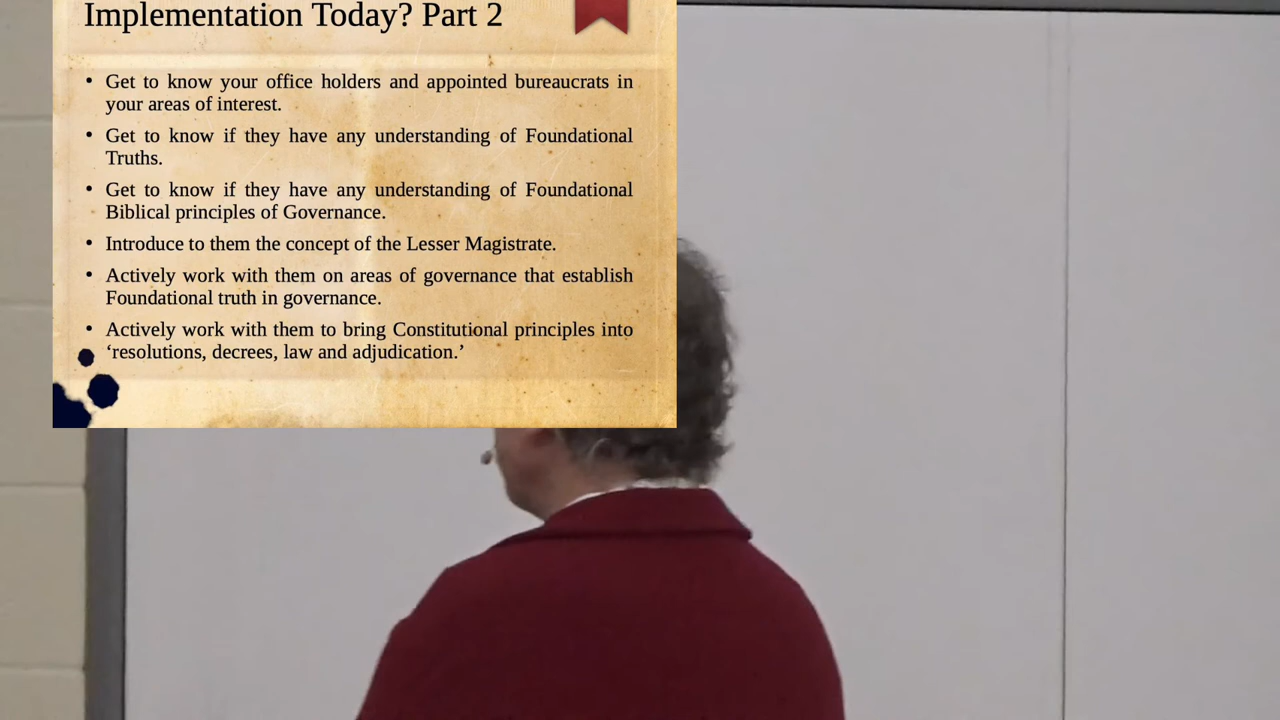 Implementation Today? Part 2
• Get to know your office holders and appointed bureaucrats in
your areas of interest.
• Get to know if they have any understanding of Foundational
Truths.
• Get to know if they have any understanding of Foundational
Biblical principles of Governance.
• Introduce to them the concept of the Lesser Magistrate.
• Actively work with them on areas of governance that establish
Foundational truth in governance.
• Actively work with them to bring Constitutional principles into
‘resolutions, decrees, law and adjudication.’